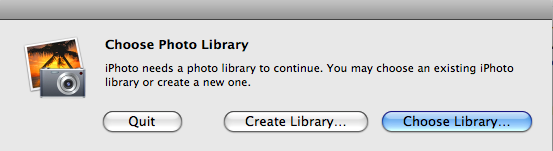 Choose Photo Library
iPhoto needs a photo library to continue. You may choose an existing iPhoto
library or create a new one.
Quit
Create Library...
Choose Library...